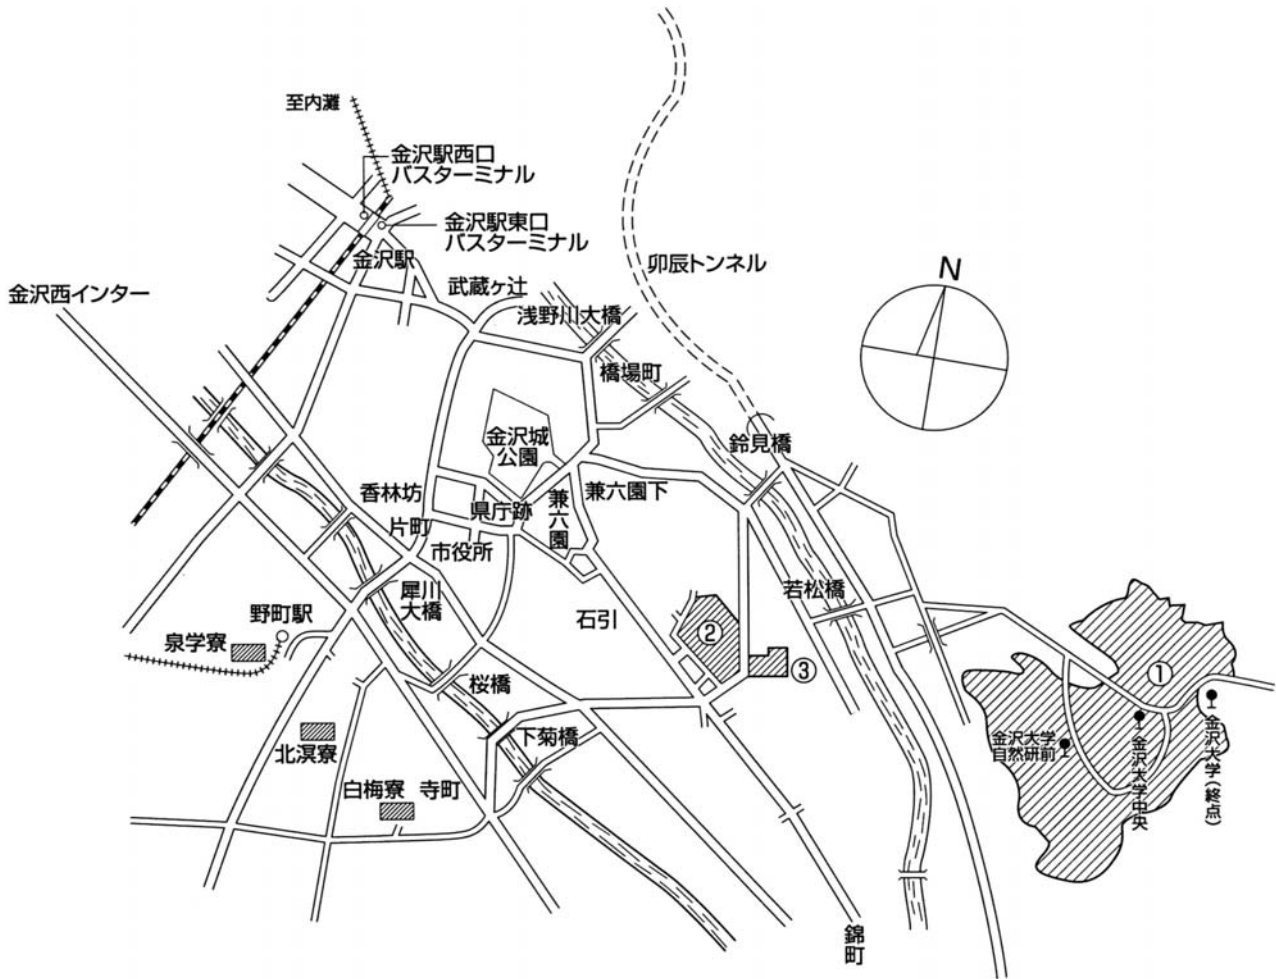 至内灘
金沢駅西口
バスターミナル
金沢駅東口
バスターミナル
金沢駅
卯辰トンネル
N
金沢西インター
武蔵ヶ辻
浅野川大橋
橋場町
金沢城
公園
鈴見橋
香林坊
県庁跡
兼六園
兼六園下
片町
市役所
犀川
大橋
若松橋
野町駅
泉学寮
石引
②
③
①
桜橋
下菊橋
北溟寮
白梅寮
寺町
金沢大学
自然研前
金沢大学中央
金沢大学(終点)
錦町